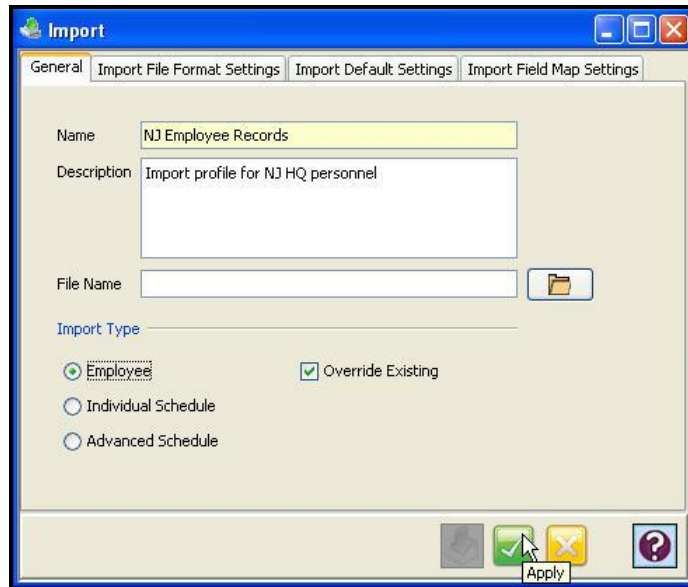 Import
General Import File Format Settings Import Default Settings Import Field Map Settings
Name NJ Employee Records
Description Import profile for NJ HQ personnel
File Name
Import Type
Employee Override Existing
Individual Schedule
Advanced Schedule
?
Apply